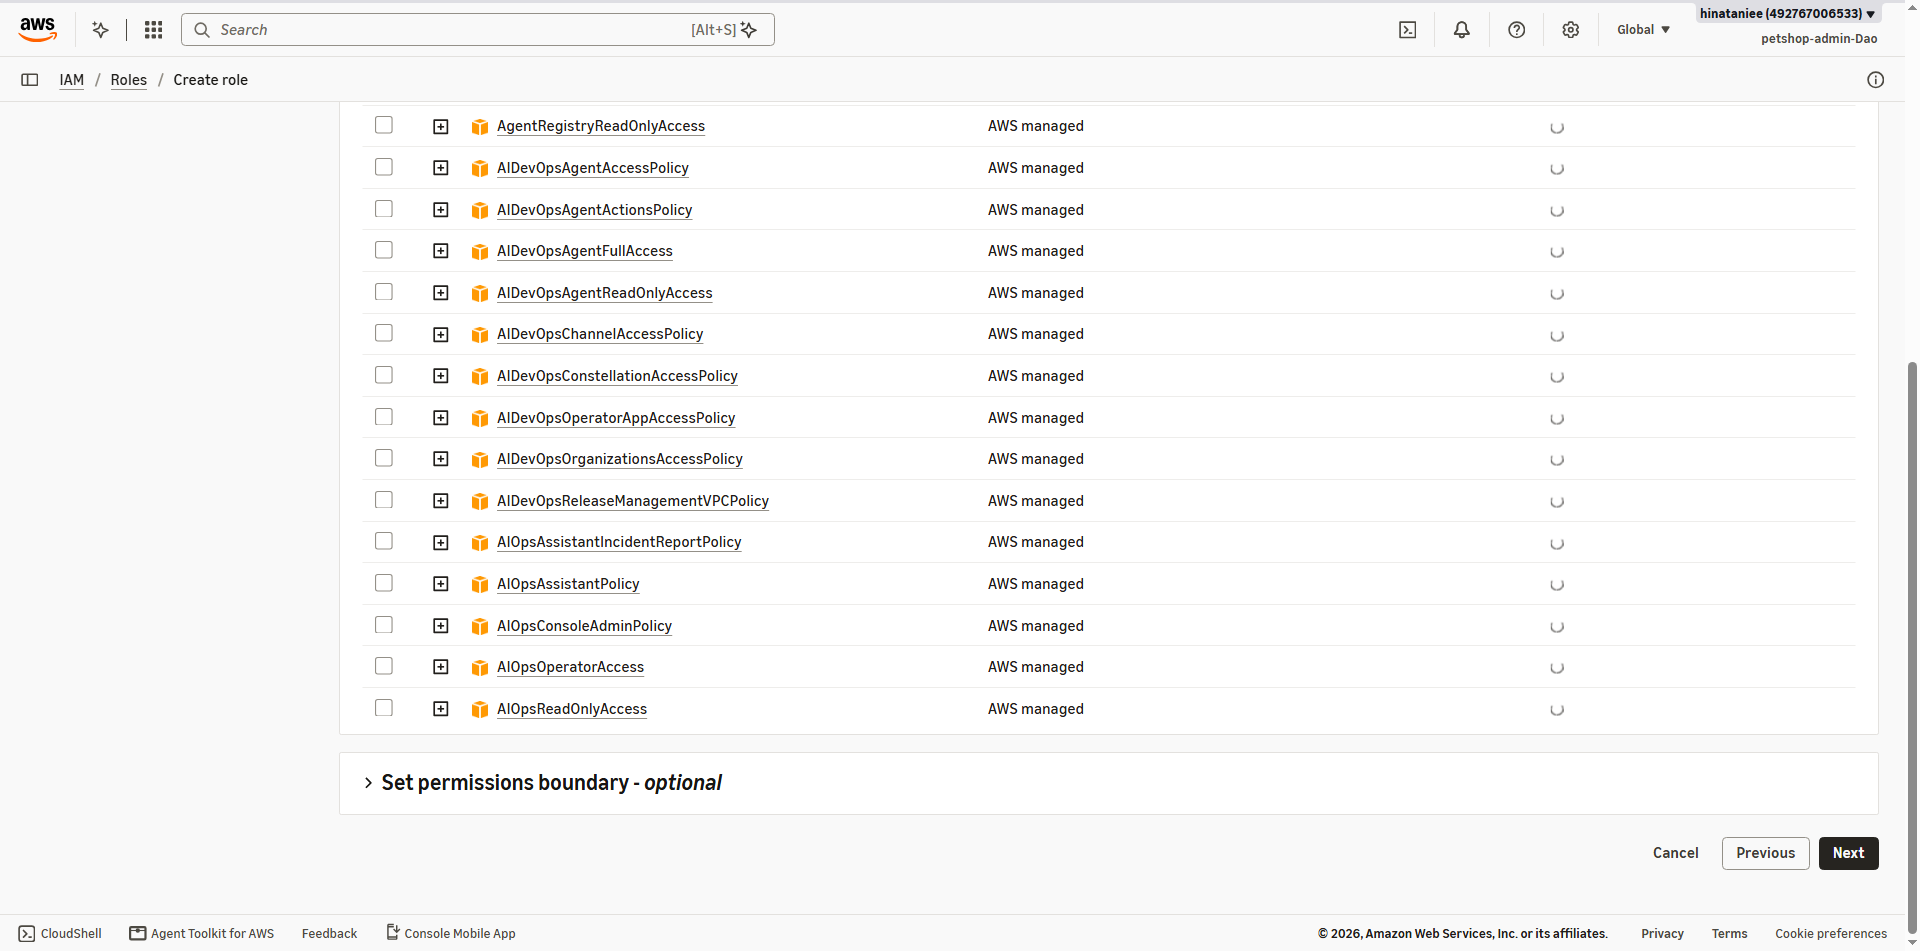 aws
Search
[Alt+S]
Global
hinataniee (492767006533)
petshop-admin-Dao
IAM / Roles / Create role
AgentRegistryReadOnlyAccess AWS managed
AIDevOpsAgentAccessPolicy AWS managed
AIDevOpsAgentActionsPolicy AWS managed
AIDevOpsAgentFullAccess AWS managed
AIDevOpsAgentReadOnlyAccess AWS managed
AIDevOpsChannelAccessPolicy AWS managed
AIDevOpsConstellationAccessPolicy AWS managed
AIDevOpsOperatorAppAccessPolicy AWS managed
AIDevOpsOrganizationsAccessPolicy AWS managed
AIDevOpsReleaseManagementVPCPolicy AWS managed
AIOpsAssistantIncidentReportPolicy AWS managed
AIOpsAssistantPolicy AWS managed
AIOpsConsoleAdminPolicy AWS managed
AIOpsOperatorAccess AWS managed
AIOpsReadOnlyAccess AWS managed
Set permissions boundary - optional
Cancel Previous Next
CloudShell Agent Toolkit for AWS Feedback Console Mobile App © 2026, Amazon Web Services, Inc. or its affiliates. Privacy Terms Cookie preferences